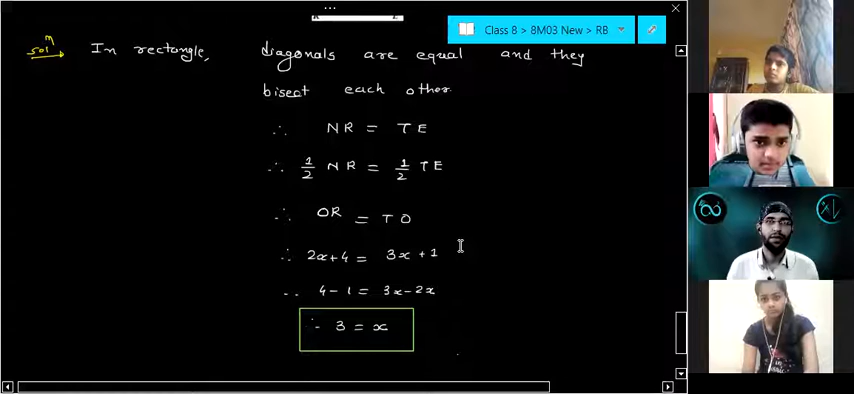 ...
Class 8 > 8M03 New > RB
solⁿ In rectangle, diagonals are equal and they
bisect each other.
∴ NR = TE
∴ 1/2 NR = 1/2 TE
∴ OR = TO
∴ 2x+4 = 3x+1
∴ 4-1 = 3x-2x
∴ 3 = x